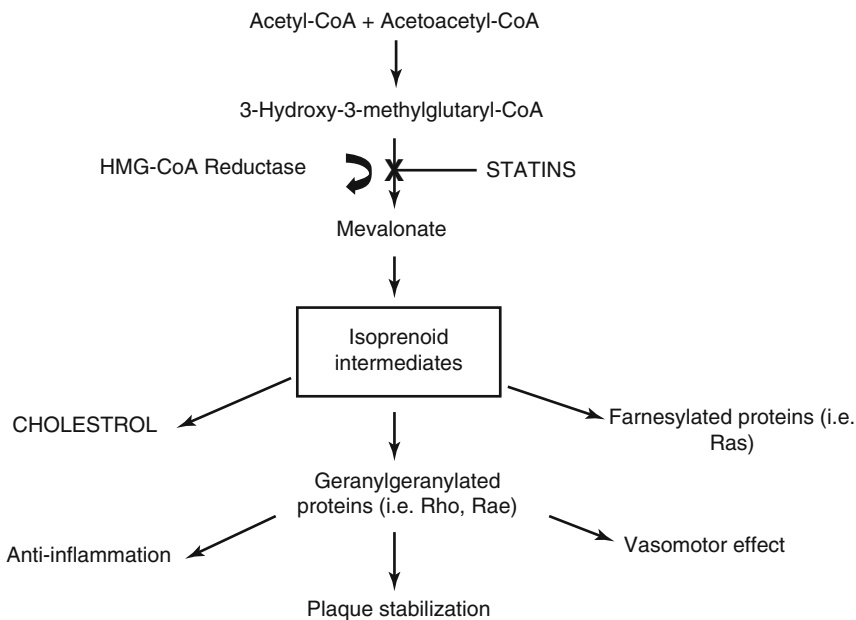 Acetyl-CoA + Acetoacetyl-CoA
3-Hydroxy-3-methylglutaryl-CoA
HMG-CoA Reductase
X
STATINS
Mevalonate
Isoprenoid
intermediates
CHOLESTROL
Farnesylated proteins (i.e.
Ras)
Geranylgeranylated
proteins (i.e. Rho, Rae)
Anti-inflammation
Vasomotor effect
Plaque stabilization